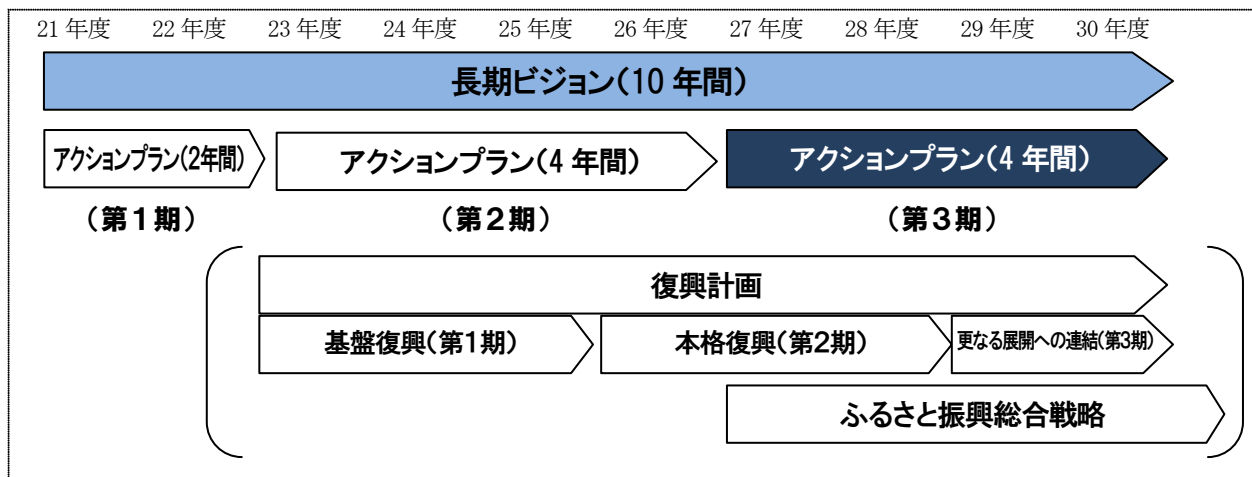 21 年度 22 年度 23 年度 24 年度 25 年度 26 年度 27 年度 28 年度 29 年度 30 年度
長期ビジョン(10 年間)
アクションプラン(2年間) アクションプラン(4 年間) アクションプラン(4 年間)
(第1期) (第2期) (第3期)
復興計画
基盤復興(第1期) 本格復興(第2期) 更なる展開への連結(第3期)
ふるさと振興総合戦略